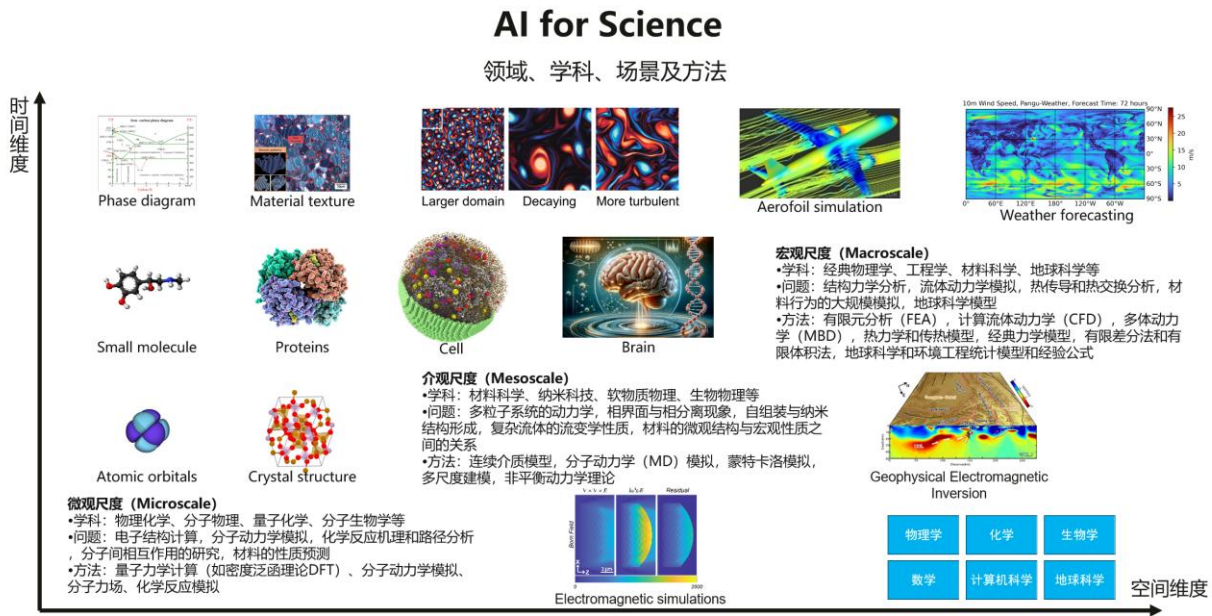 AI for Science
领域、学科、场景及方法
时间维度
Phase diagram
Material texture
Larger domain
Decaying
More turbulent
Aerofoil simulation
10m Wind Speed, Pangu-Weather, Forecast Time: 72 hours
90°N
60°N
30°N
0°
30°S
60°S
90°S
0°
60°E
120°E
180°
120°W
60°W
25
20
15
10
5
m/s
Weather forecasting
Small molecule
Proteins
Cell
Brain
宏观尺度（Macroscale）
•学科：经典物理学、工程学、材料科学、地球科学等
•问题：结构力学分析，流体动力学模拟，热传导和热交换分析，材
料行为的大规模模拟，地球科学模型
•方法：有限元分析（FEA），计算流体动力学（CFD），多体动力
学（MBD），热力学和传热模型，经典力学模型，有限差分法和有
限体积法，地球科学和环境工程统计模型和经验公式
介观尺度（Mesoscale）
•学科：材料科学、纳米科技、软物质物理、生物物理等
•问题：多粒子系统的动力学，相界面与相分离现象，自组装与纳米
结构形成，复杂流体的流变学性质，材料的微观结构与宏观性质之
间的关系
•方法：连续介质模型，分子动力学（MD）模拟，蒙特卡洛模拟，
多尺度建模，非平衡动力学理论
Atomic orbitals
Crystal structure
Geophysical Electromagnetic
Inversion
微观尺度（Microscale）
•学科：物理化学、分子物理、量子化学、分子生物学等
•问题：电子结构计算，分子动力学模拟，化学反应机理和路径分析
，分子间相互作用的研究，材料的性质预测
•方法：量子力学计算（如密度泛函理论DFT）、分子动力学模拟、
分子力场、化学反应模拟
Residual
Born Field
X
Z
0
2000
Electromagnetic simulations
物理学
化学
生物学
数学
计算机科学
地球科学
空间维度